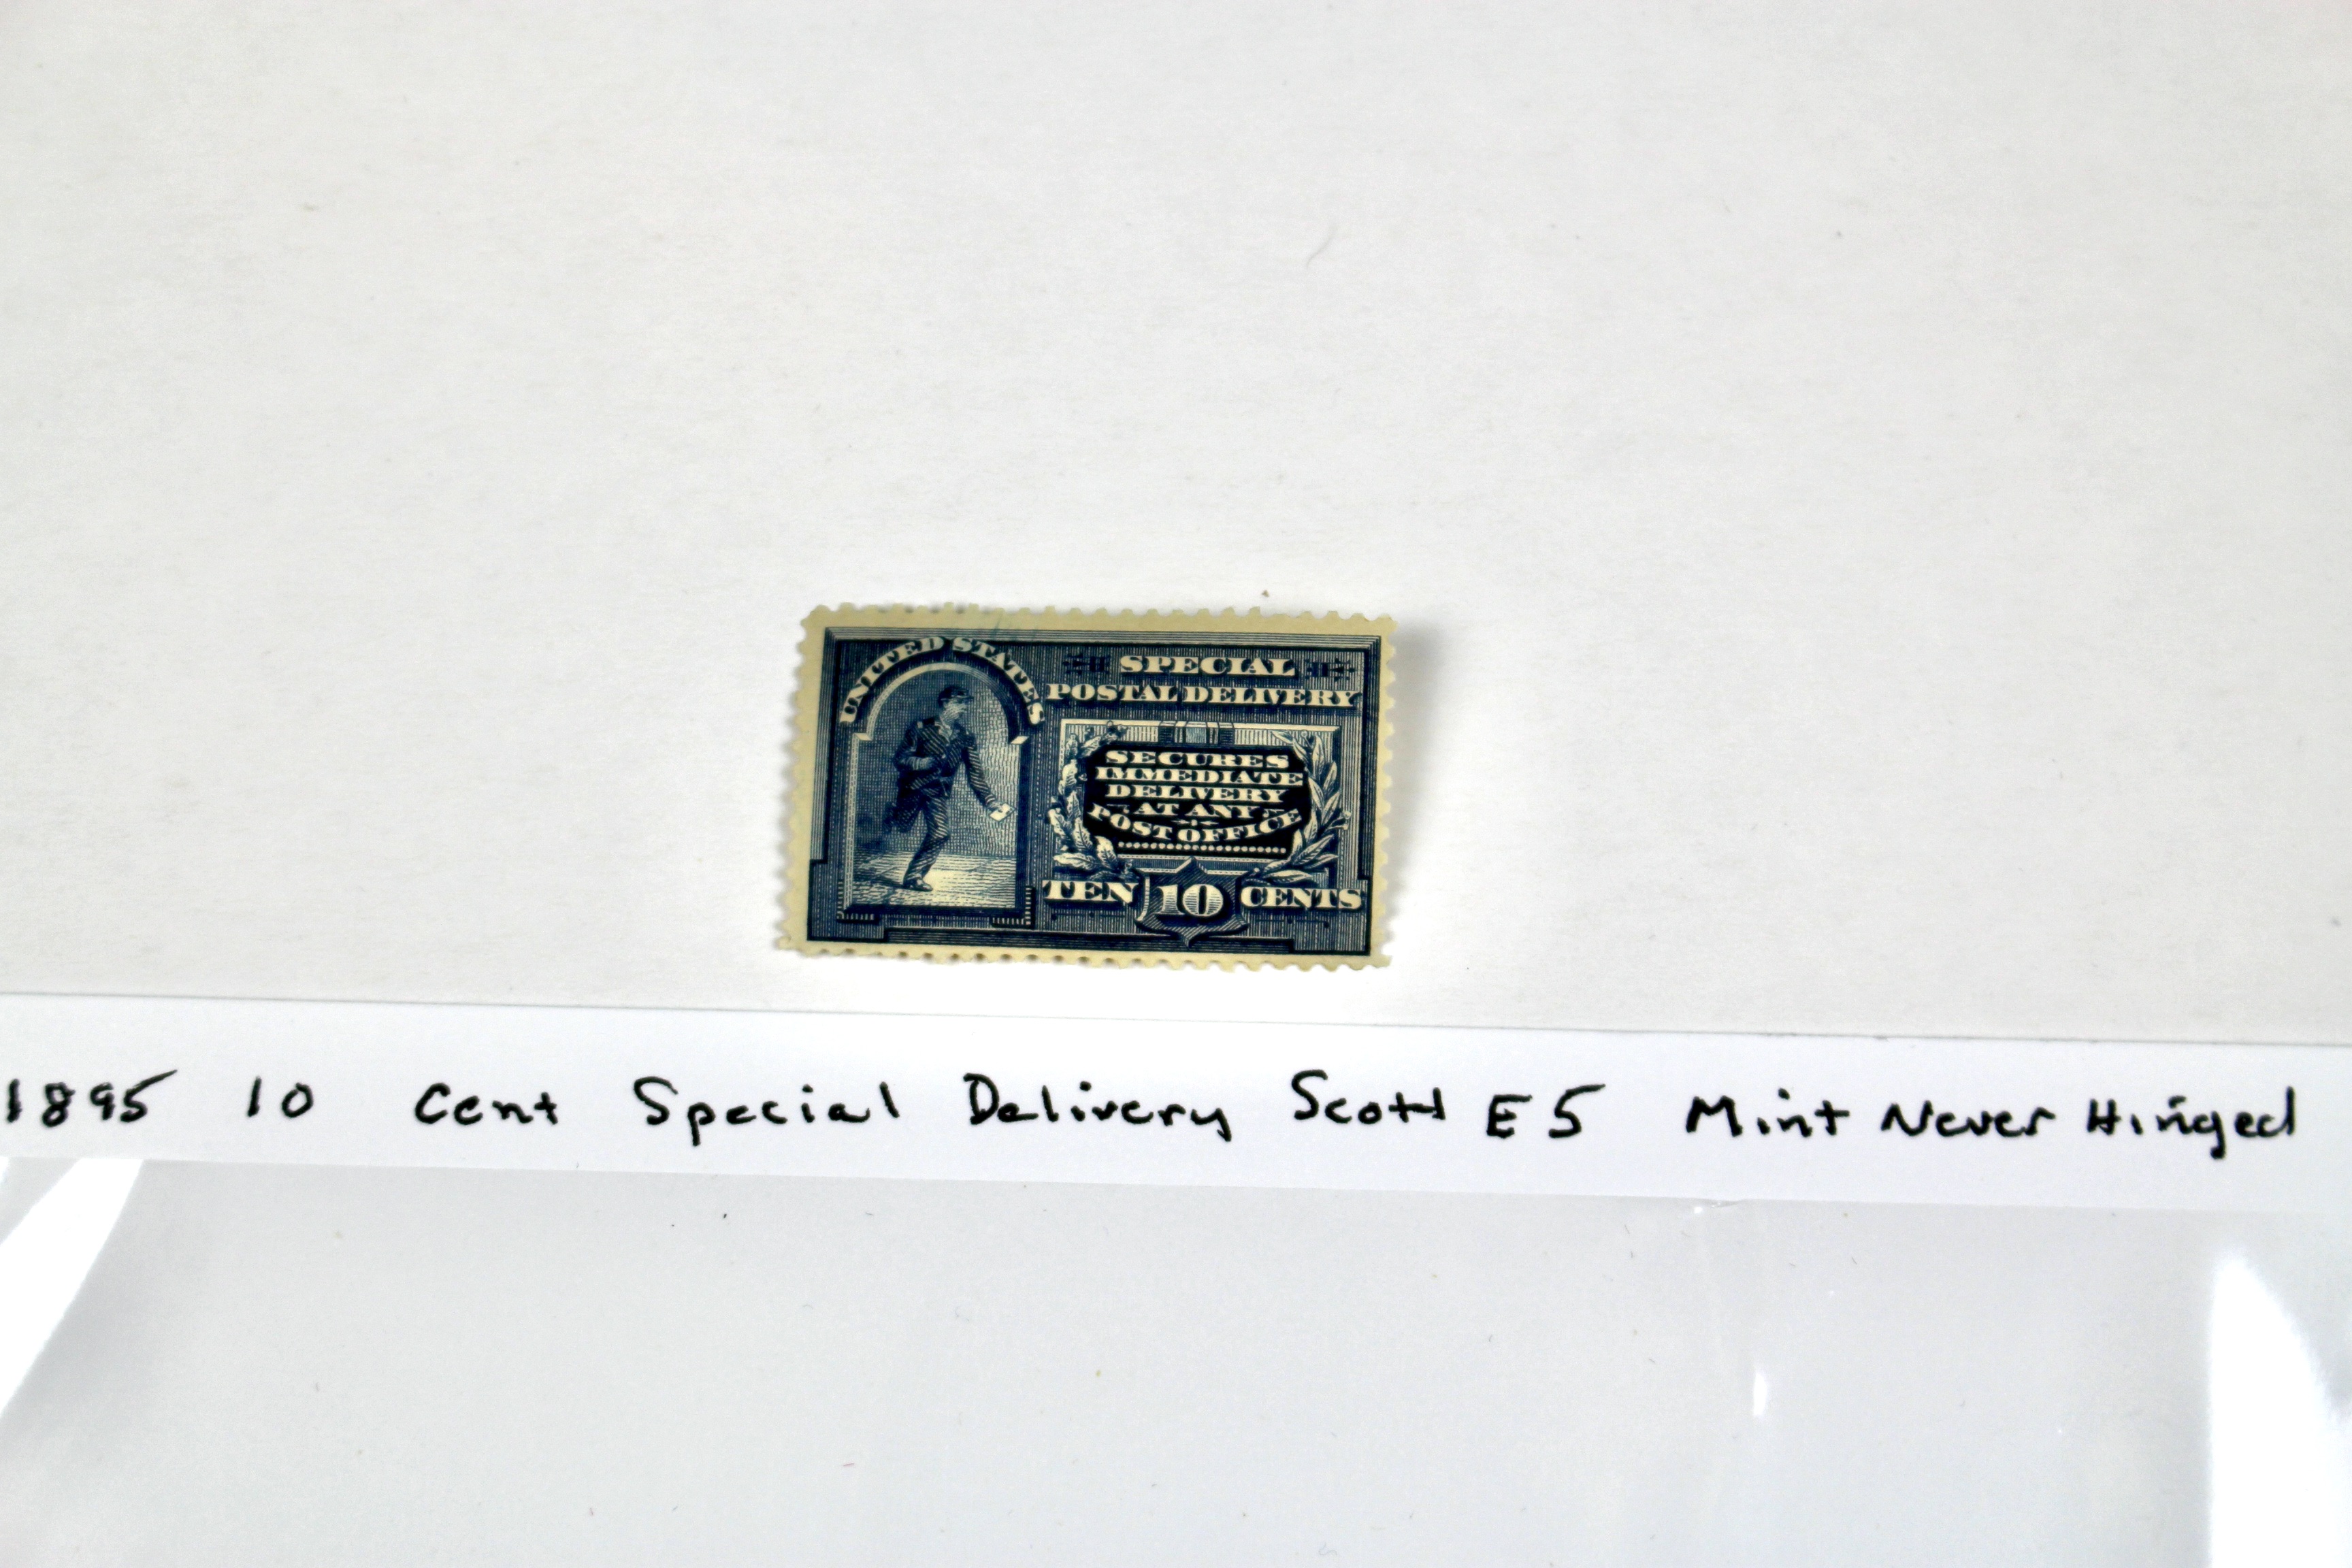 UNITED STATES
SPECIAL
POSTAL DELIVERY
SECURES
IMMEDIATE
DELIVERY
AT ANY
POST OFFICE
TEN 10 CENTS
1895 10 Cent Special Delivery Scott E5 Mint Never Hinged